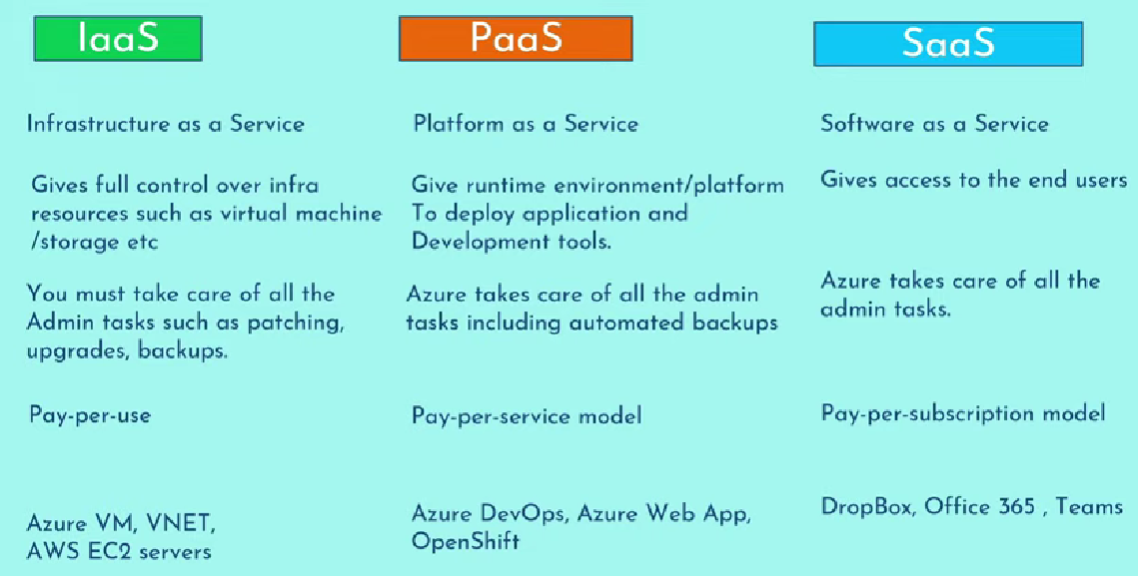 IaaS
Infrastructure as a Service
Gives full control over infra
resources such as virtual machine
/storage etc
You must take care of all the
Admin tasks such as patching,
upgrades, backups.
Pay-per-use
Azure VM, VNET,
AWS EC2 servers
PaaS
Platform as a Service
Give runtime environment/platform
To deploy application and
Development tools.
Azure takes care of all the admin
tasks including automated backups
Pay-per-service model
Azure DevOps, Azure Web App,
OpenShift
SaaS
Software as a Service
Gives access to the end users
Azure takes care of all the
admin tasks.
Pay-per-subscription model
DropBox, Office 365 , Teams